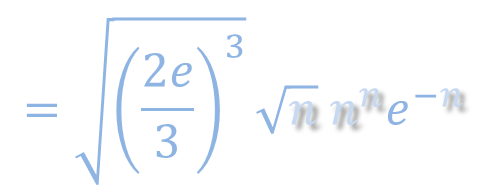 = √((2e/3)³) √n nⁿe⁻ⁿ